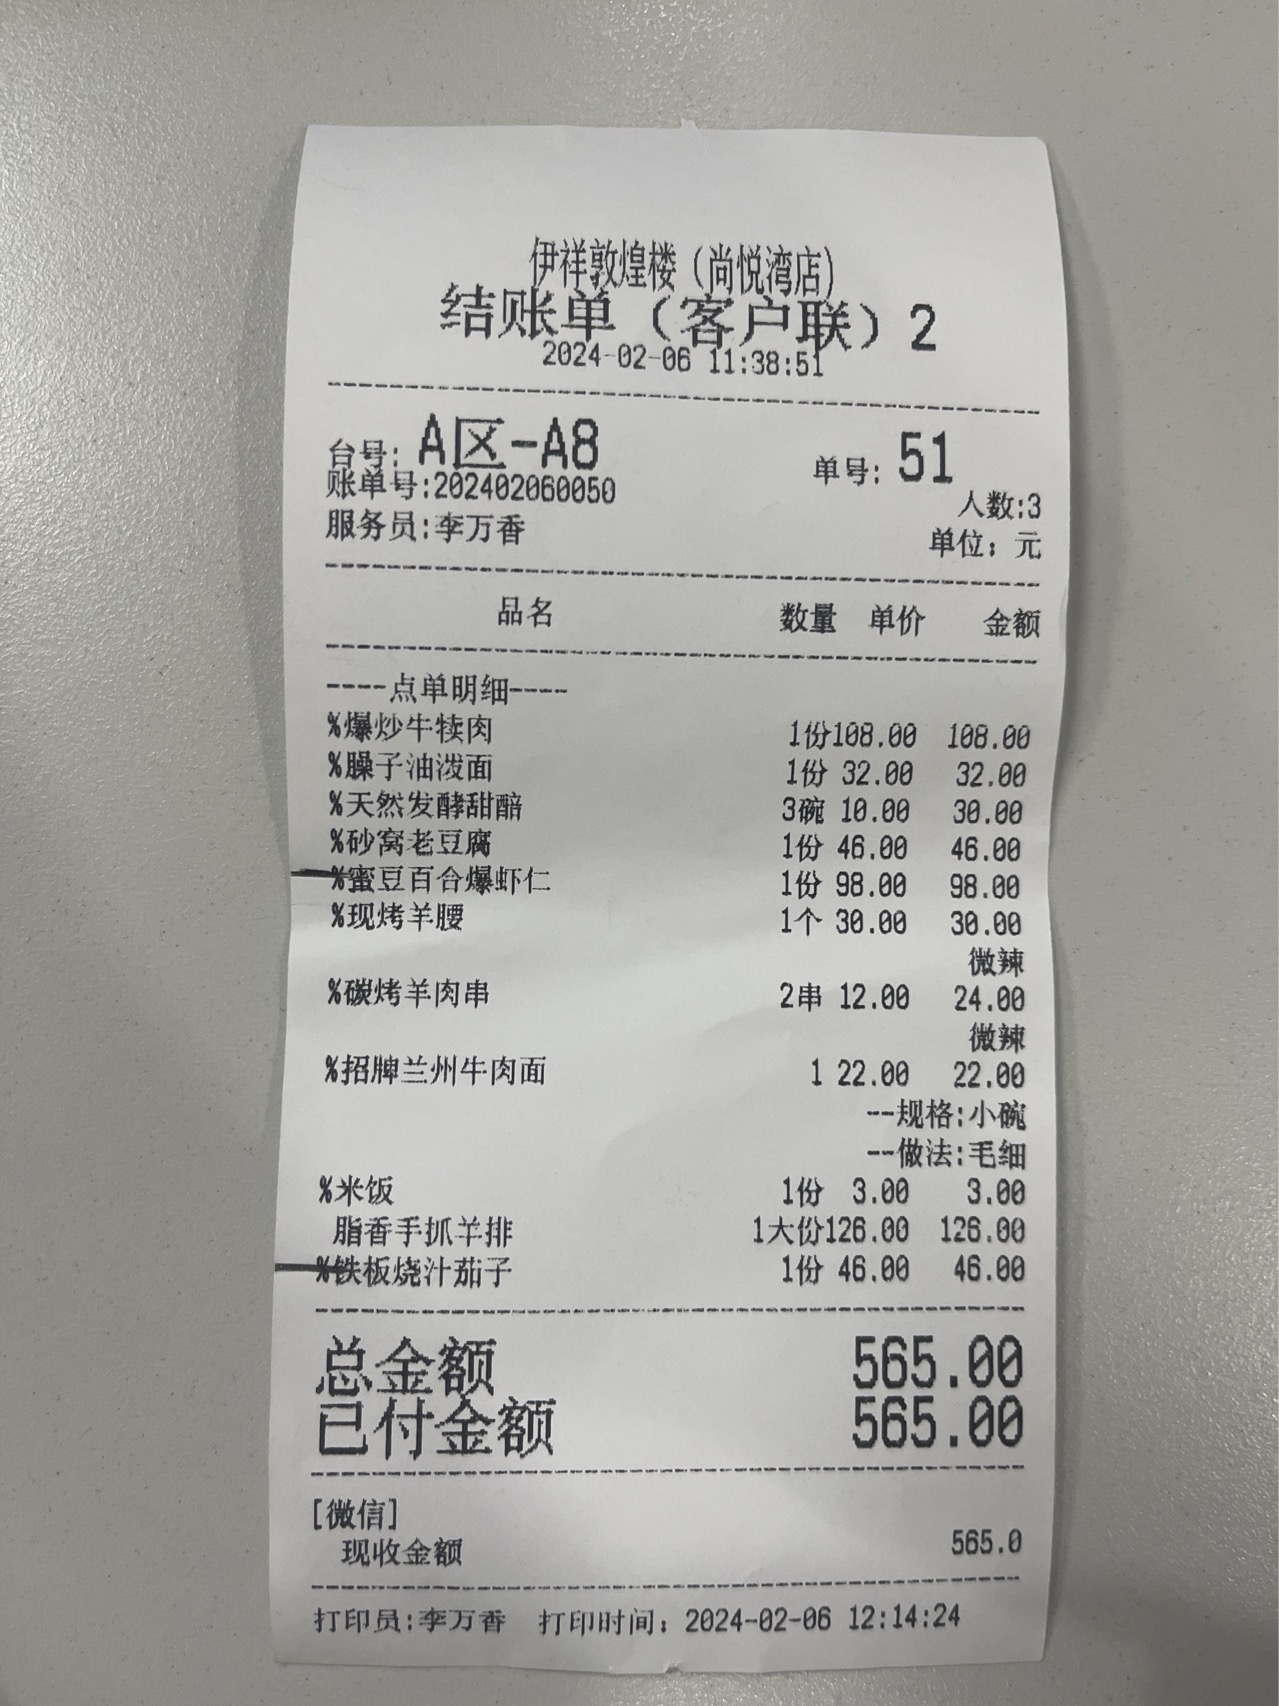 伊祥敦煌楼（尚悦湾店）
结账单（客户联）2
2024-02-06 11:38:51
台号: A区-A8 单号: 51
账单号:202402060050 人数:3
服务员:李万香 单位: 元
品名 数量 单价 金额
----点单明细----
%爆炒牛犊肉 1份108.00 108.00
%臊子油泼面 1份 32.00 32.00
%天然发酵甜醅 3碗 10.00 30.00
%砂窝老豆腐 1份 46.00 46.00
%蜜豆百合爆虾仁 1份 98.00 98.00
%现烤羊腰 1个 30.00 30.00
微辣
%碳烤羊肉串 2串 12.00 24.00
微辣
%招牌兰州牛肉面 1 22.00 22.00
--规格:小碗
--做法:毛细
%米饭 1份 3.00 3.00
脂香手抓羊排 1大份126.00 126.00
%铁板烧汁茄子 1份 46.00 46.00
总金额 565.00
已付金额 565.00
[微信]
现收金额 565.0
打印员:李万香 打印时间: 2024-02-06 12:14:24